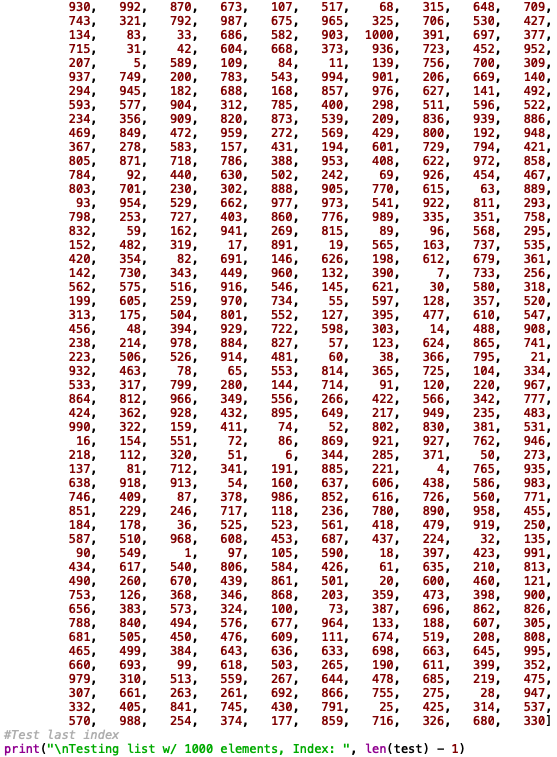 930, 992, 870, 673, 107, 517, 68, 315, 648, 709,
743, 321, 792, 987, 675, 965, 325, 706, 530, 427,
134, 83, 33, 686, 582, 903, 1000, 391, 697, 377,
715, 31, 42, 604, 668, 373, 936, 723, 452, 952,
207, 5, 589, 109, 84, 11, 139, 756, 700, 309,
937, 749, 200, 783, 543, 994, 901, 206, 669, 140,
294, 945, 182, 688, 168, 857, 976, 627, 141, 492,
593, 577, 904, 312, 785, 400, 298, 511, 596, 522,
234, 356, 909, 820, 873, 539, 209, 836, 939, 886,
469, 849, 472, 959, 272, 569, 429, 800, 192, 948,
367, 278, 583, 157, 431, 194, 601, 729, 794, 421,
805, 871, 718, 786, 388, 953, 408, 622, 972, 858,
784, 92, 440, 630, 502, 242, 69, 926, 454, 467,
803, 701, 230, 302, 888, 905, 770, 615, 63, 889,
93, 954, 529, 662, 977, 973, 541, 922, 811, 293,
798, 253, 727, 403, 860, 776, 989, 335, 351, 758,
832, 59, 162, 941, 269, 815, 89, 96, 568, 295,
152, 482, 319, 17, 891, 19, 565, 163, 737, 535,
420, 354, 82, 691, 146, 626, 198, 612, 679, 361,
142, 730, 343, 449, 960, 132, 390, 7, 733, 256,
562, 575, 516, 916, 546, 145, 621, 30, 580, 318,
199, 605, 259, 970, 734, 55, 597, 128, 357, 520,
313, 175, 504, 801, 552, 127, 395, 477, 610, 547,
456, 48, 394, 929, 722, 598, 303, 14, 488, 908,
238, 214, 978, 884, 827, 57, 123, 624, 865, 741,
223, 506, 526, 914, 481, 60, 38, 366, 795, 21,
932, 463, 78, 65, 553, 814, 365, 725, 104, 334,
533, 317, 799, 280, 144, 714, 91, 120, 220, 967,
864, 812, 966, 349, 556, 266, 422, 566, 342, 777,
424, 362, 928, 432, 895, 649, 217, 949, 235, 483,
990, 322, 159, 411, 74, 52, 802, 830, 381, 531,
16, 154, 551, 72, 86, 869, 921, 927, 762, 946,
218, 112, 320, 51, 6, 344, 285, 371, 50, 273,
137, 81, 712, 341, 191, 885, 221, 4, 765, 935,
638, 918, 913, 54, 160, 637, 606, 438, 586, 983,
746, 409, 87, 378, 986, 852, 616, 726, 560, 771,
851, 229, 246, 717, 118, 236, 780, 890, 958, 455,
184, 178, 36, 525, 523, 561, 418, 479, 919, 250,
587, 510, 968, 608, 453, 687, 437, 224, 32, 135,
90, 549, 1, 97, 105, 590, 18, 397, 423, 991,
434, 617, 540, 806, 584, 426, 61, 635, 210, 813,
490, 260, 670, 439, 861, 501, 20, 600, 460, 121,
753, 126, 368, 346, 868, 203, 359, 473, 398, 900,
656, 383, 573, 324, 100, 73, 387, 696, 862, 826,
788, 840, 494, 576, 677, 964, 133, 188, 607, 305,
681, 505, 450, 476, 609, 111, 674, 519, 208, 808,
465, 499, 384, 643, 636, 633, 698, 663, 645, 995,
660, 693, 99, 618, 503, 265, 190, 611, 399, 352,
979, 310, 513, 559, 267, 644, 478, 685, 219, 475,
307, 661, 263, 261, 692, 866, 755, 275, 28, 947,
332, 405, 841, 745, 430, 791, 25, 425, 314, 537,
570, 988, 254, 374, 177, 859, 716, 326, 680, 330]
#Test last index
print("\nTesting list w/ 1000 elements, Index: ", len(test) - 1)